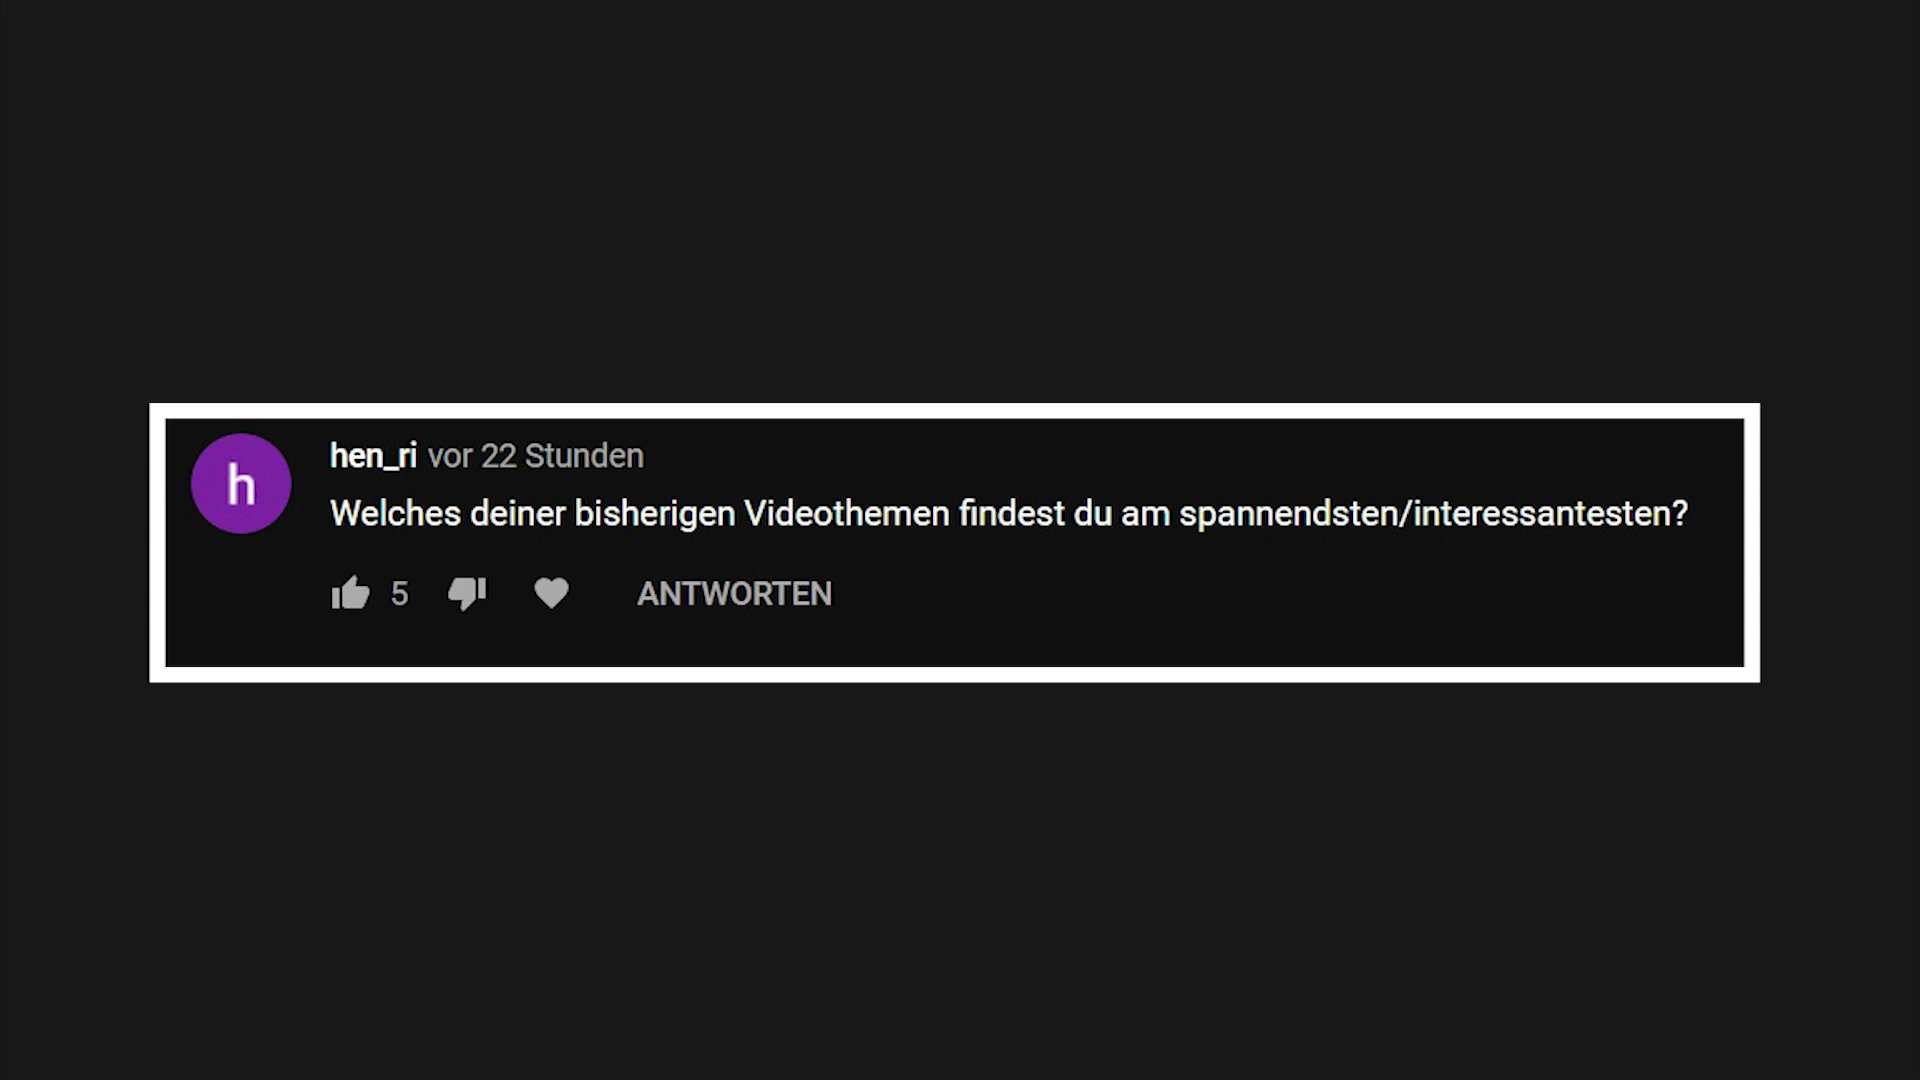 h
hen_ri vor 22 Stunden
Welches deiner bisherigen Videothemen findest du am spannendsten/interessantesten?
5 ANTWORTEN